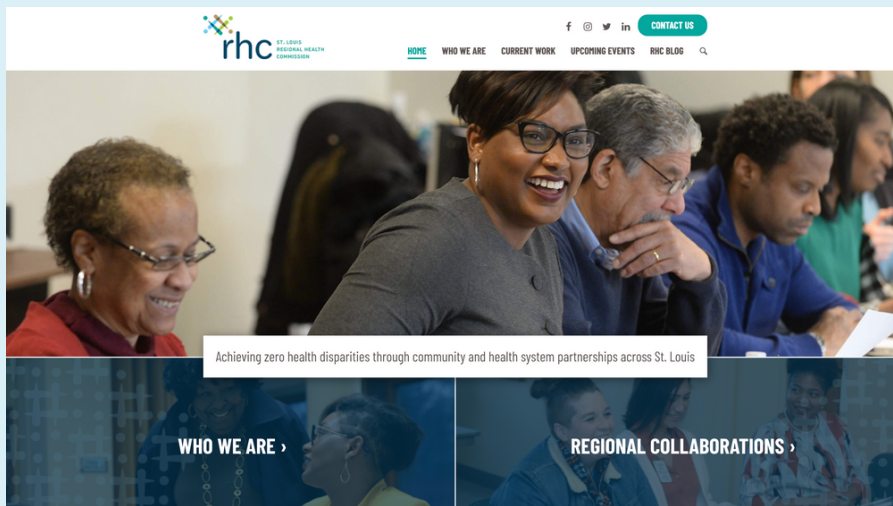 rhc
ST. LOUIS
REGIONAL HEALTH
COMMISSION
CONTACT US
HOME WHO WE ARE CURRENT WORK UPCOMING EVENTS RHC BLOG
Achieving zero health disparities through community and health system partnerships across St. Louis
WHO WE ARE ›
REGIONAL COLLABORATIONS ›